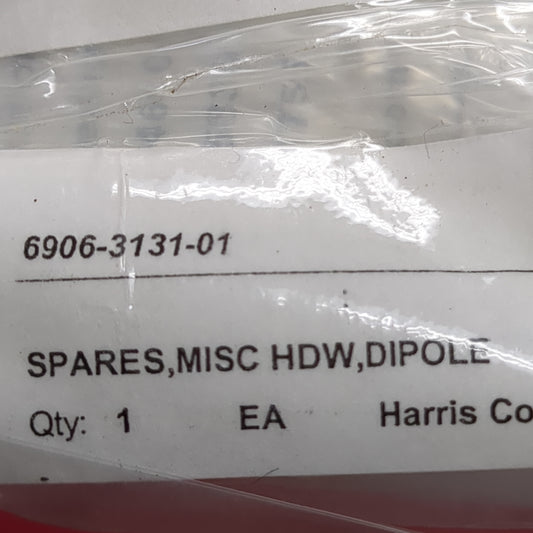 6906-3131-01
SPARES,MISC HDW,DIPOLE
Qty: 1 EA Harris Co